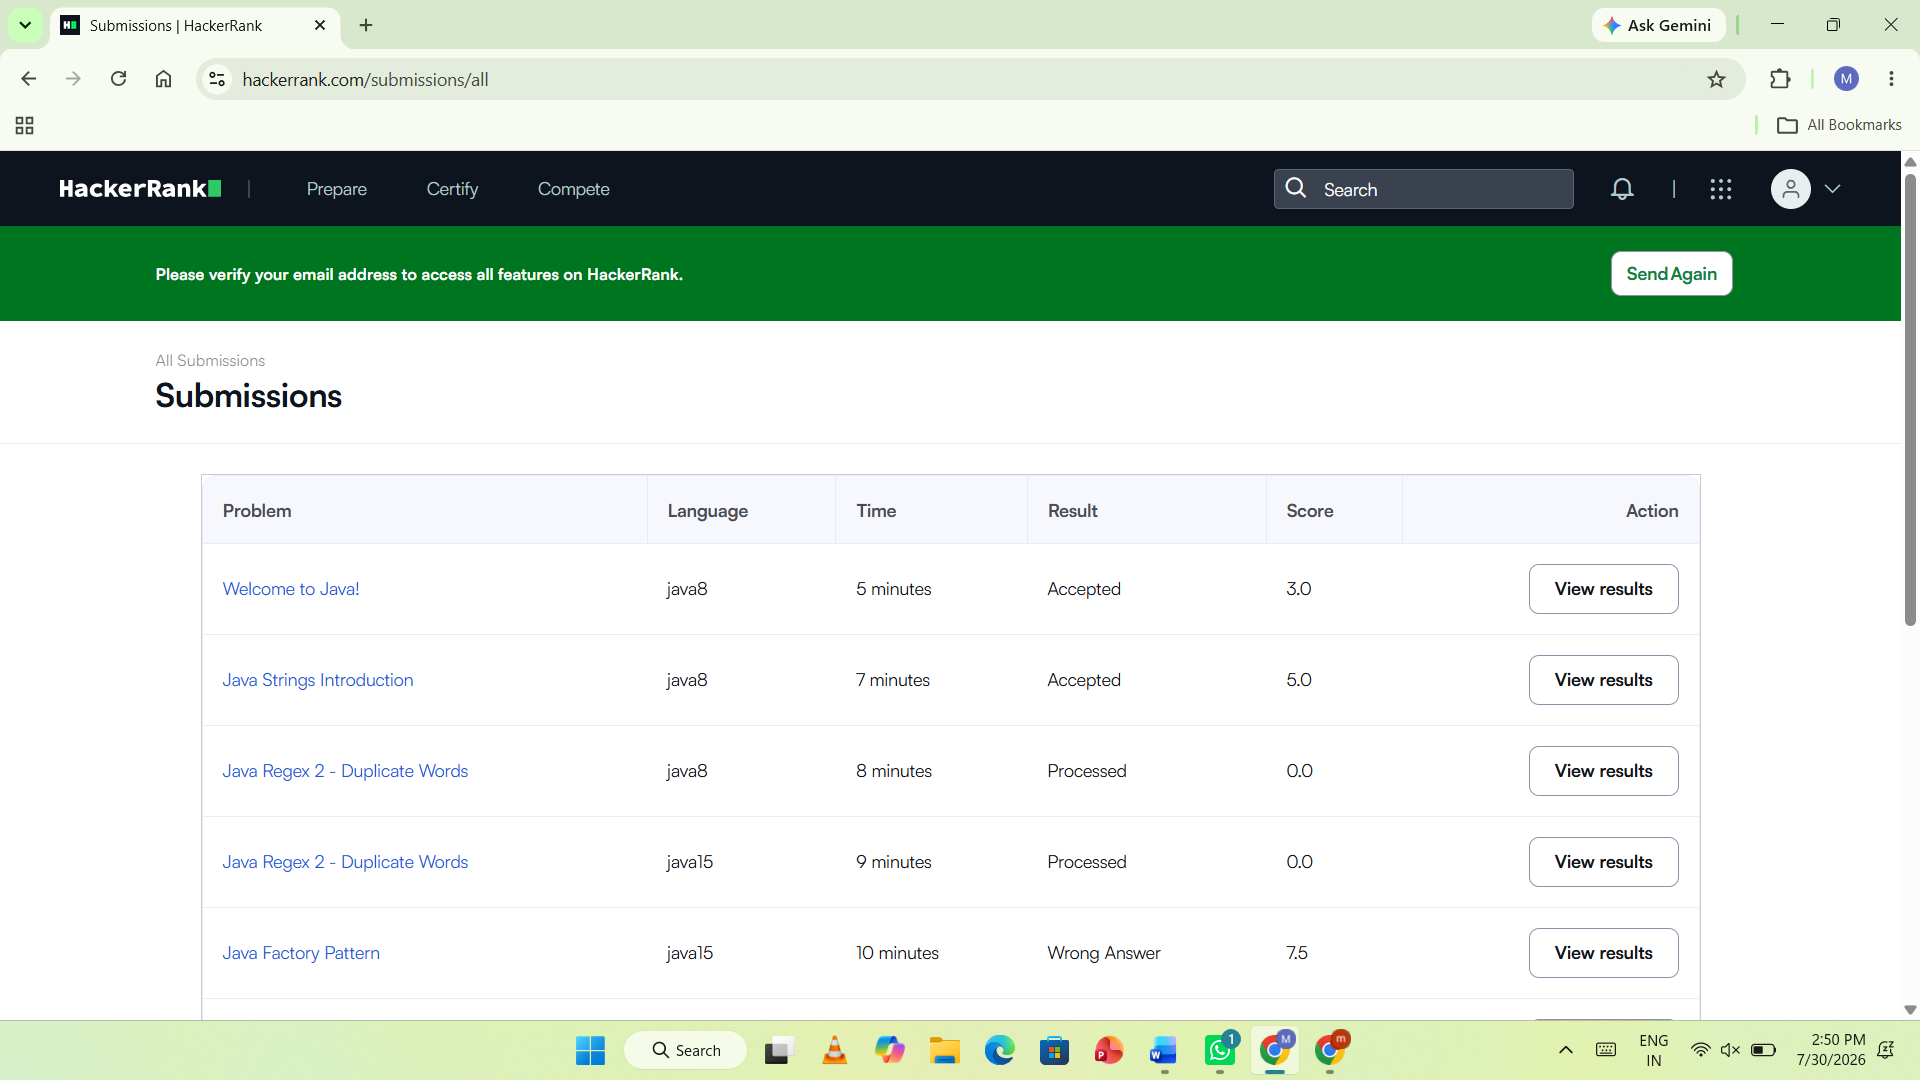 Submissions | HackerRank
Ask Gemini
hackerrank.com/submissions/all
M
All Bookmarks
HackerRank
Prepare
Certify
Compete
Search
Please verify your email address to access all features on HackerRank.
Send Again
All Submissions
Submissions
Problem Language Time Result Score Action
Welcome to Java! java8 5 minutes Accepted 3.0 View results
Java Strings Introduction java8 7 minutes Accepted 5.0 View results
Java Regex 2 - Duplicate Words java8 8 minutes Processed 0.0 View results
Java Regex 2 - Duplicate Words java15 9 minutes Processed 0.0 View results
Java Factory Pattern java15 10 minutes Wrong Answer 7.5 View results
Search
1
M
m
ENG
IN
2:50 PM
7/30/2026